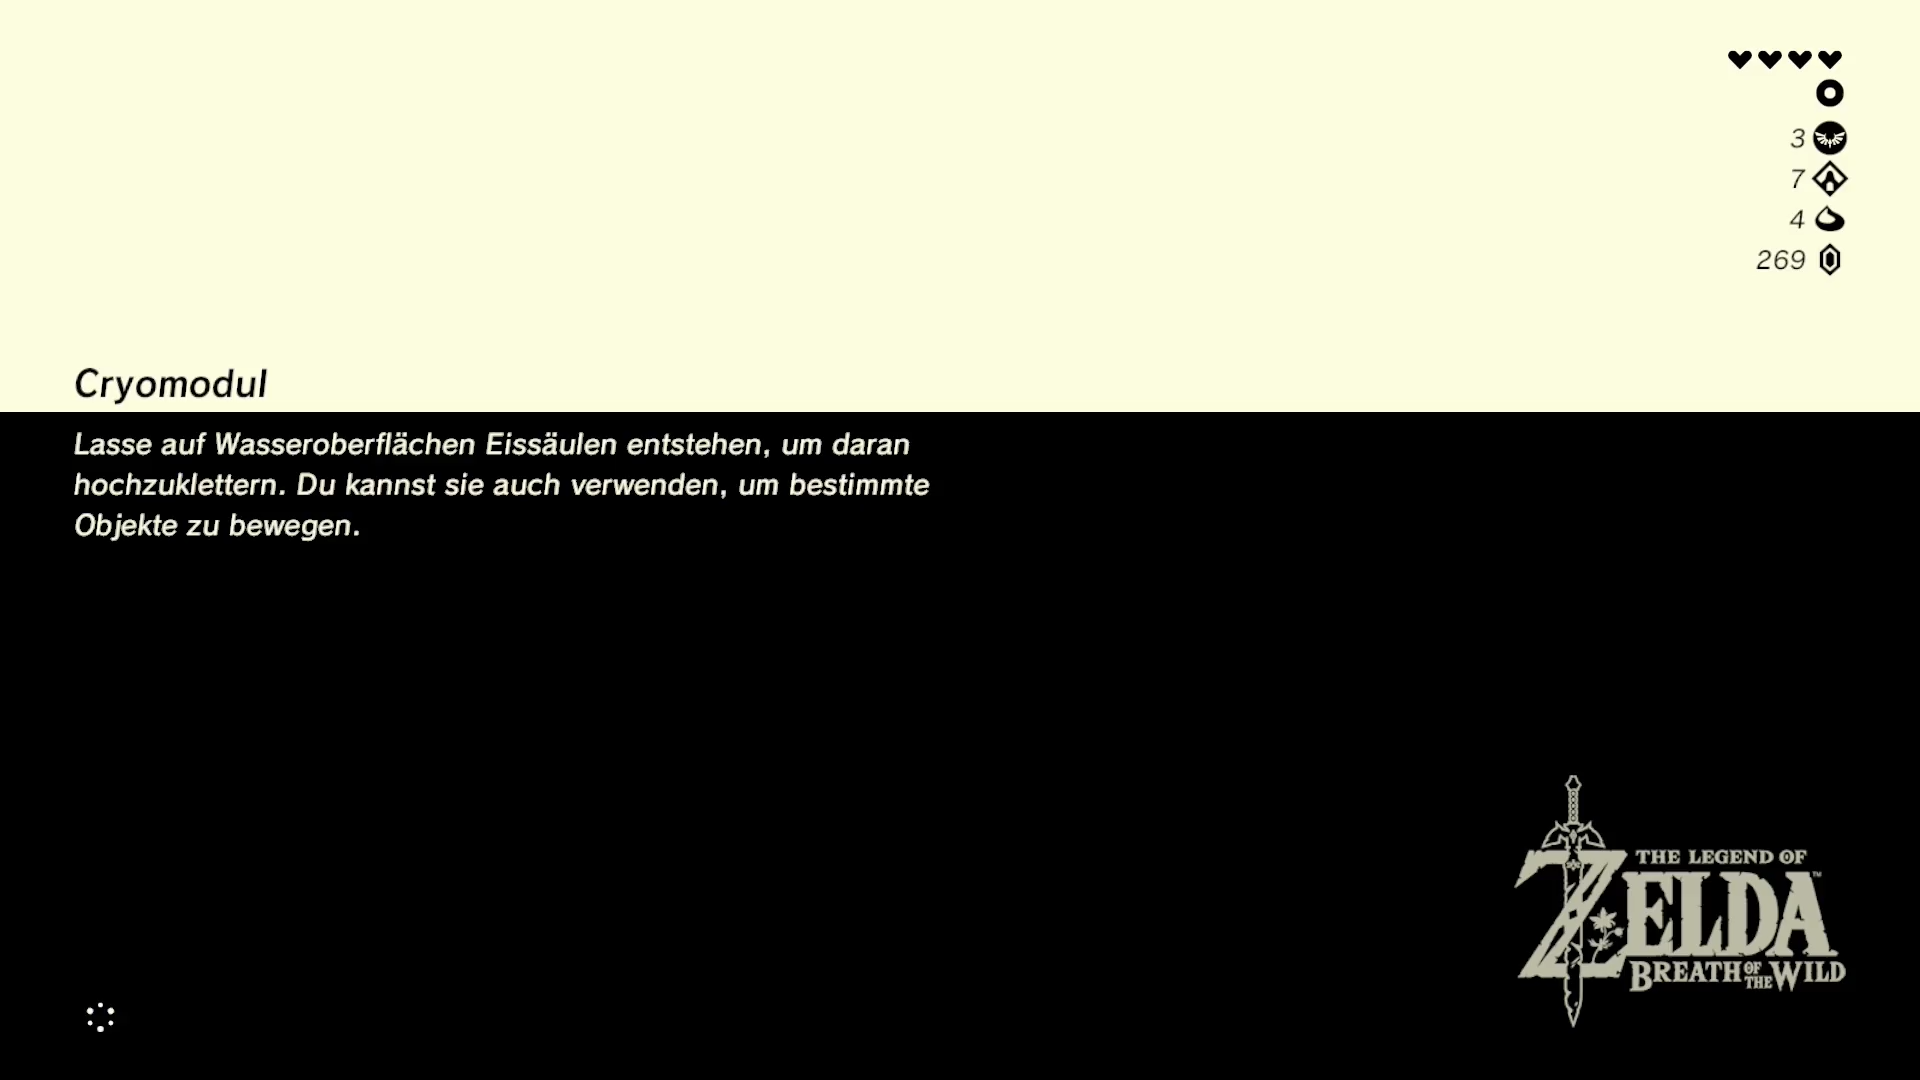 3
7
4
269
Cryomodul
Lasse auf Wasseroberflächen Eissäulen entstehen, um daran
hochzuklettern. Du kannst sie auch verwenden, um bestimmte
Objekte zu bewegen.
THE LEGEND OF
ZELDA™
BREATH OF THE WILD